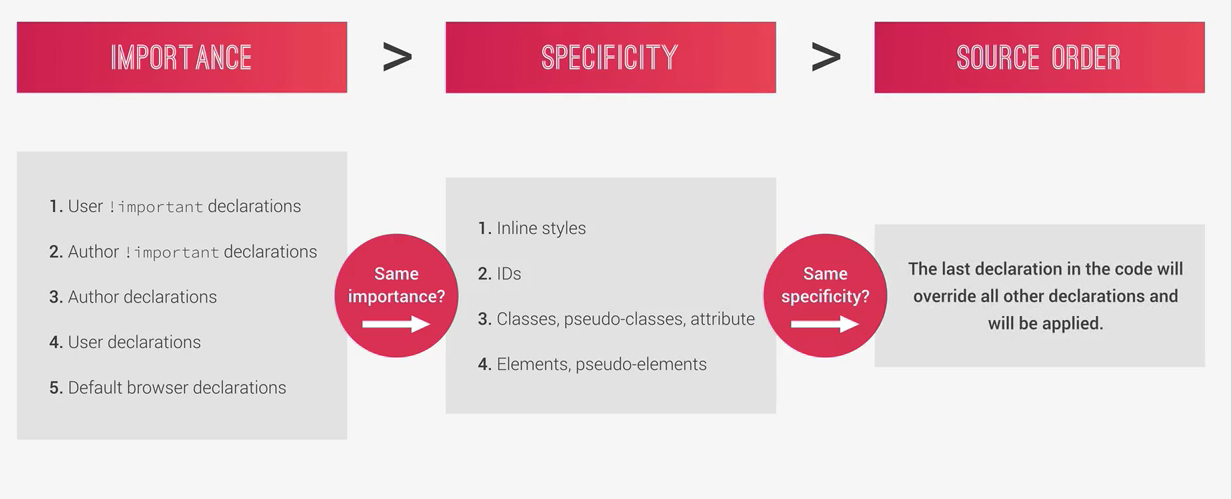 IMPORTANCE > SPECIFICITY > SOURCE ORDER
1. User !important declarations
2. Author !important declarations
3. Author declarations
4. User declarations
5. Default browser declarations
Same
importance?
1. Inline styles
2. IDs
3. Classes, pseudo-classes, attribute
4. Elements, pseudo-elements
Same
specificity?
The last declaration in the code will
override all other declarations and
will be applied.